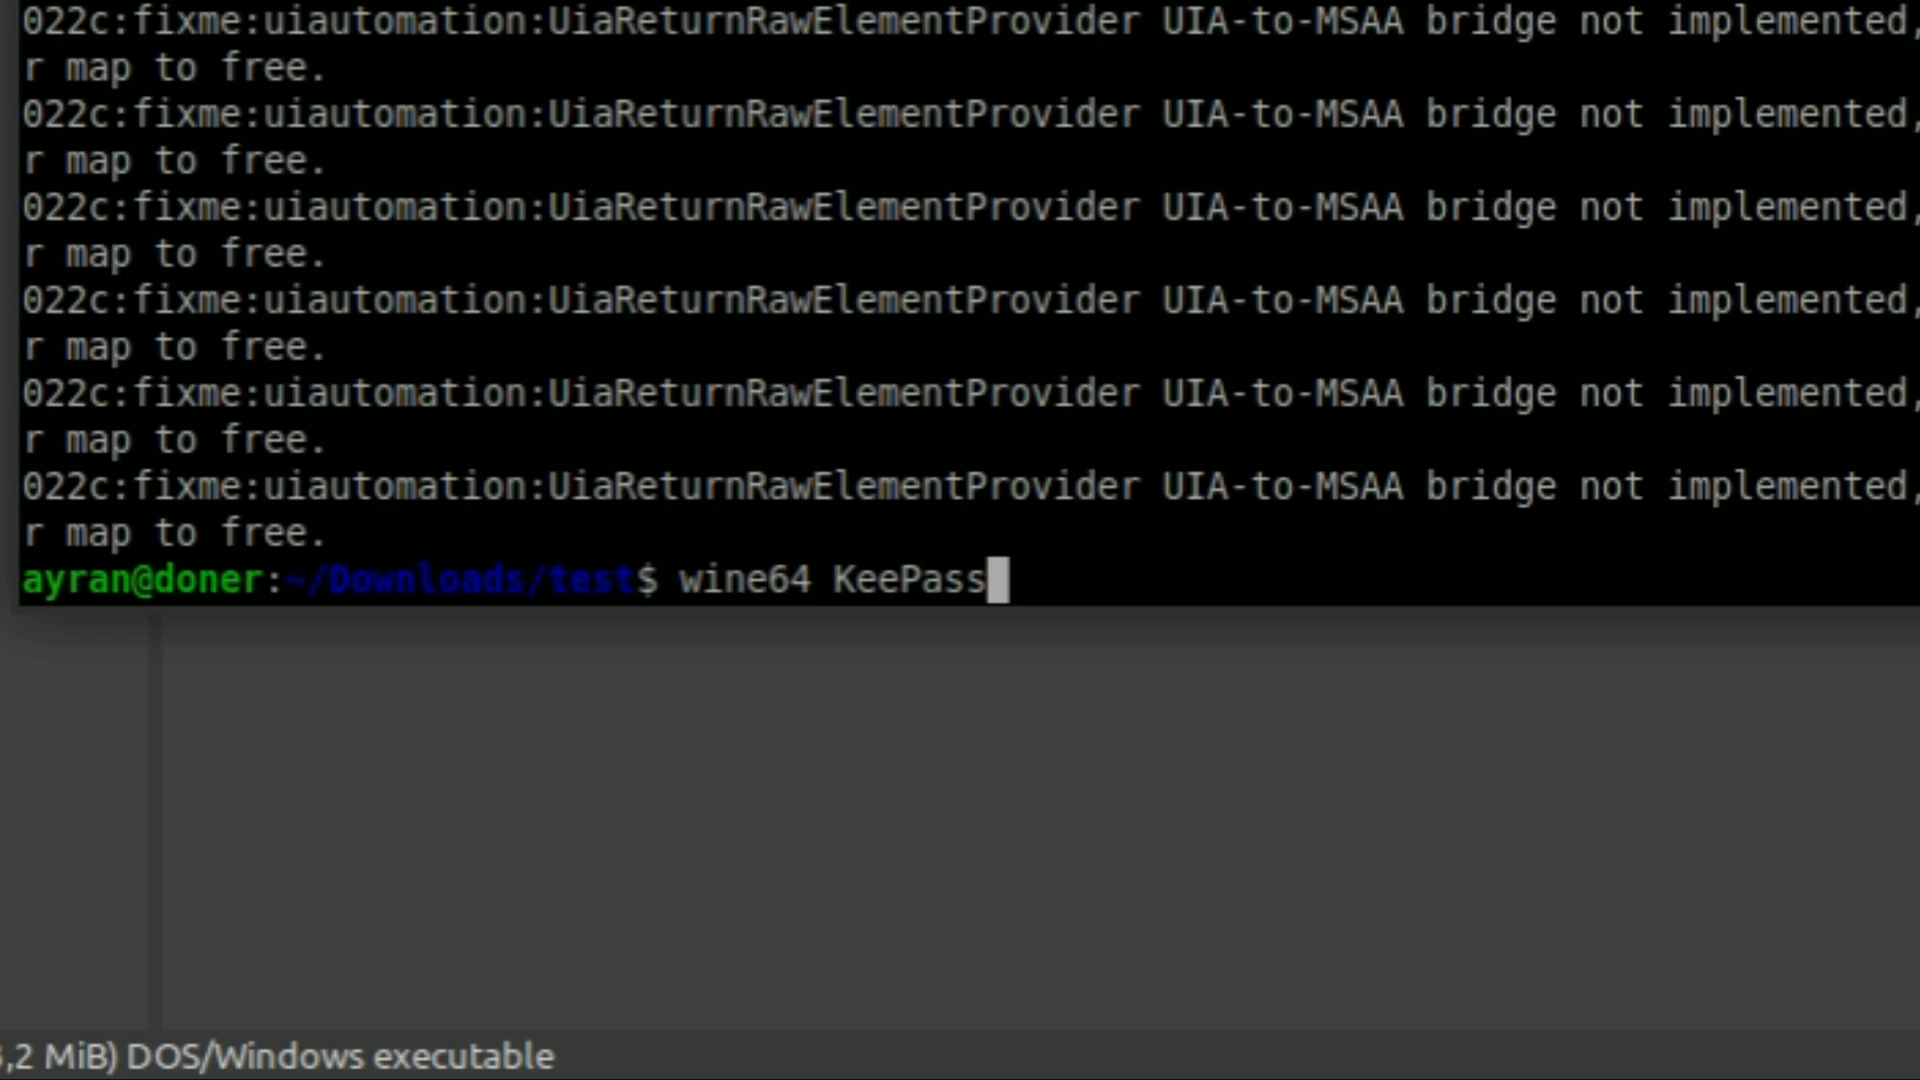 022c:fixme:uiautomation:UiaReturnRawElementProvider UIA-to-MSAA bridge not implemented,
r map to free.
022c:fixme:uiautomation:UiaReturnRawElementProvider UIA-to-MSAA bridge not implemented,
r map to free.
022c:fixme:uiautomation:UiaReturnRawElementProvider UIA-to-MSAA bridge not implemented,
r map to free.
022c:fixme:uiautomation:UiaReturnRawElementProvider UIA-to-MSAA bridge not implemented,
r map to free.
022c:fixme:uiautomation:UiaReturnRawElementProvider UIA-to-MSAA bridge not implemented,
r map to free.
022c:fixme:uiautomation:UiaReturnRawElementProvider UIA-to-MSAA bridge not implemented,
r map to free.
ayran@doner:~/Downloads/test$ wine64 KeePass
,2 MiB) DOS/Windows executable